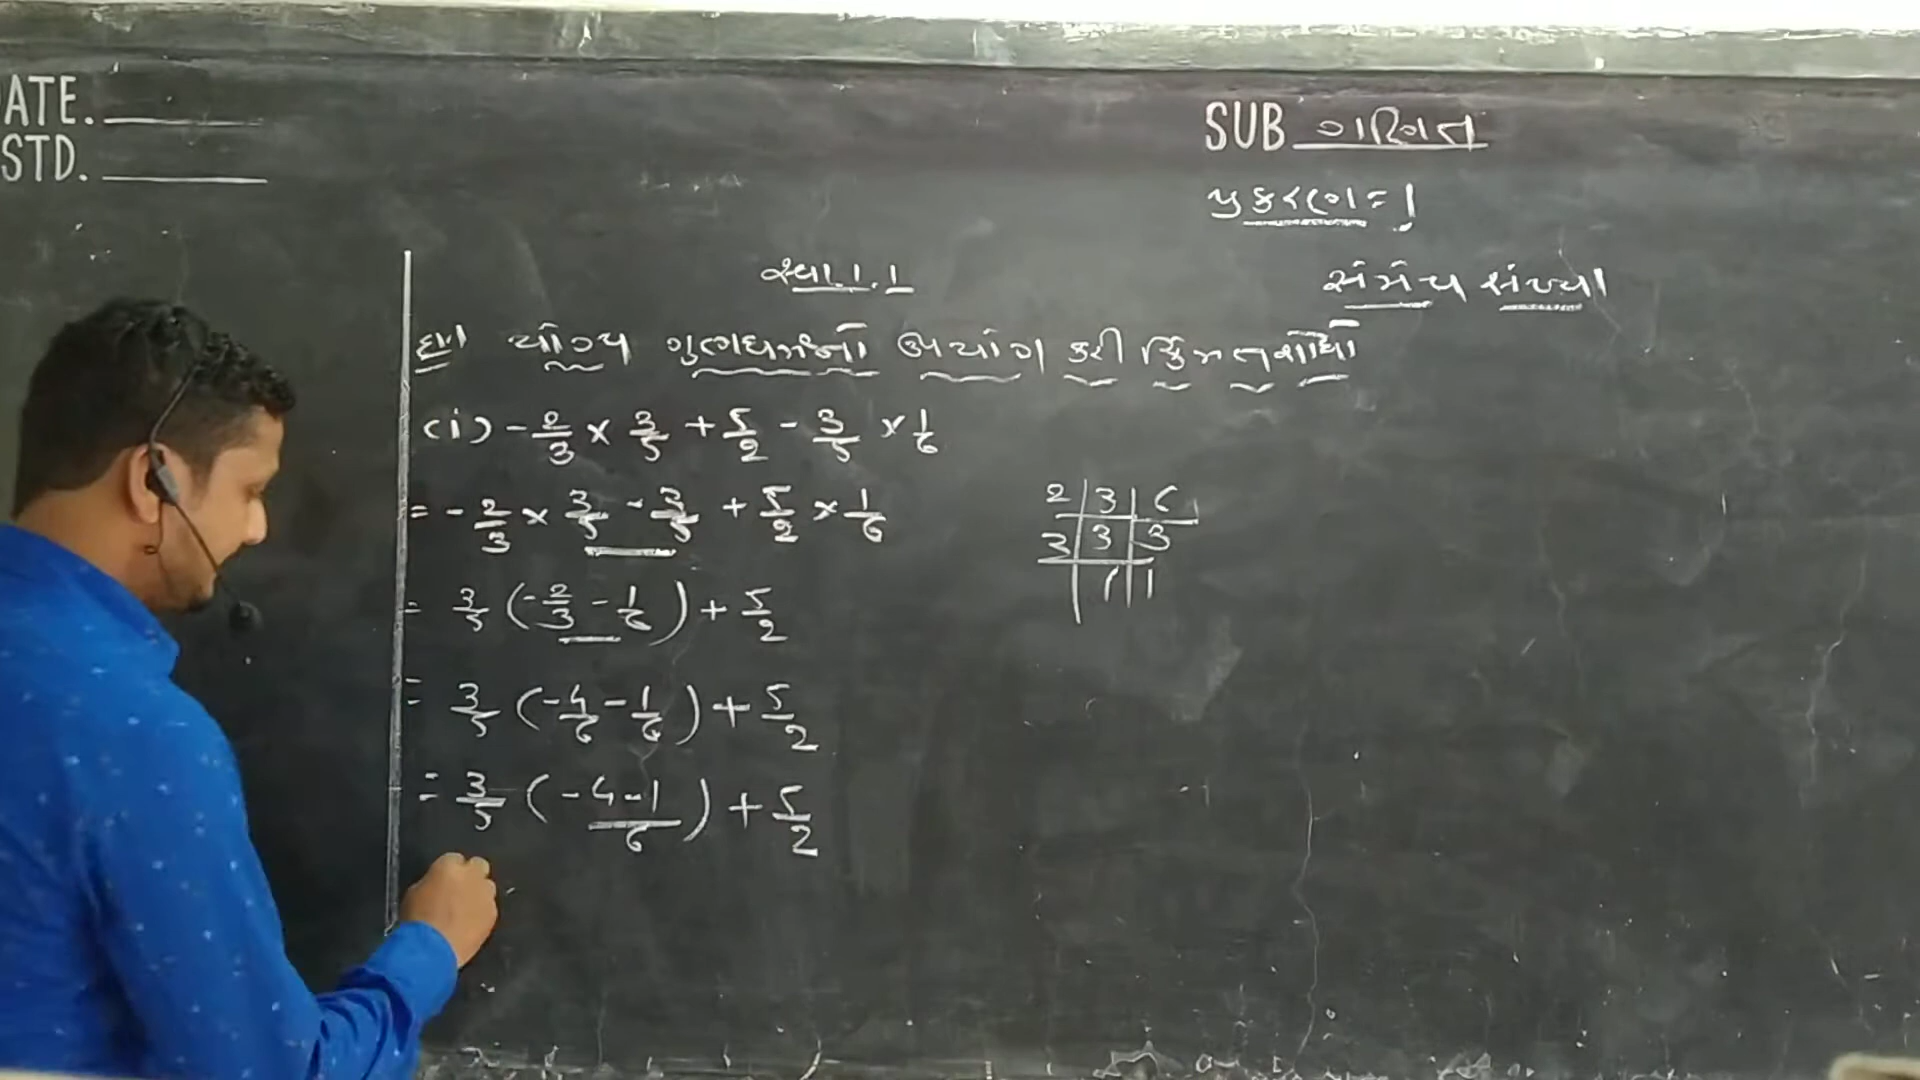 ATE.
STD.
SUB ગણિત
પ્રકરણ = 1
સ્વા. 1.1
સંમેય સંખ્યા
દા. 1 યોગ્ય ગુણધર્મનો ઉપયોગ કરી કિંમત શોધો
(i) - 2/3 × 3/5 + 5/2 - 3/5 × 1/6
= - 2/3 × 3/5 - 3/5 + 5/2 × 1/6
= 3/5 (- 2/3 - 1/6) + 5/2
= 3/5 (- 4/6 - 1/6) + 5/2
= 3/5 (-4-1/6) + 5/2
2 | 3 | 6
3 | 3 | 3
| 1 | 1